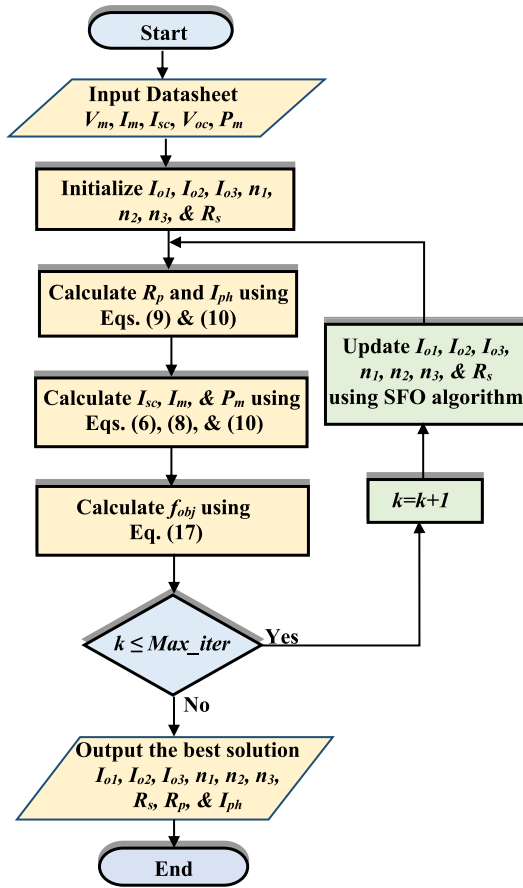 Start
Input Datasheet
Vm, Im, Isc, Voc, Pm
Initialize Io1, Io2, Io3, n1,
n2, n3, & Rs
Calculate Rp and Iph using
Eqs. (9) & (10)
Calculate Isc, Im, & Pm using
Eqs. (6), (8), & (10)
Calculate fobj using
Eq. (17)
k ≤ Max_iter
Yes
k=k+1
Update Io1, Io2, Io3,
n1, n2, n3, & Rs
using SFO algorithm
No
Output the best solution
Io1, Io2, Io3, n1, n2, n3,
Rs, Rp, & Iph
End